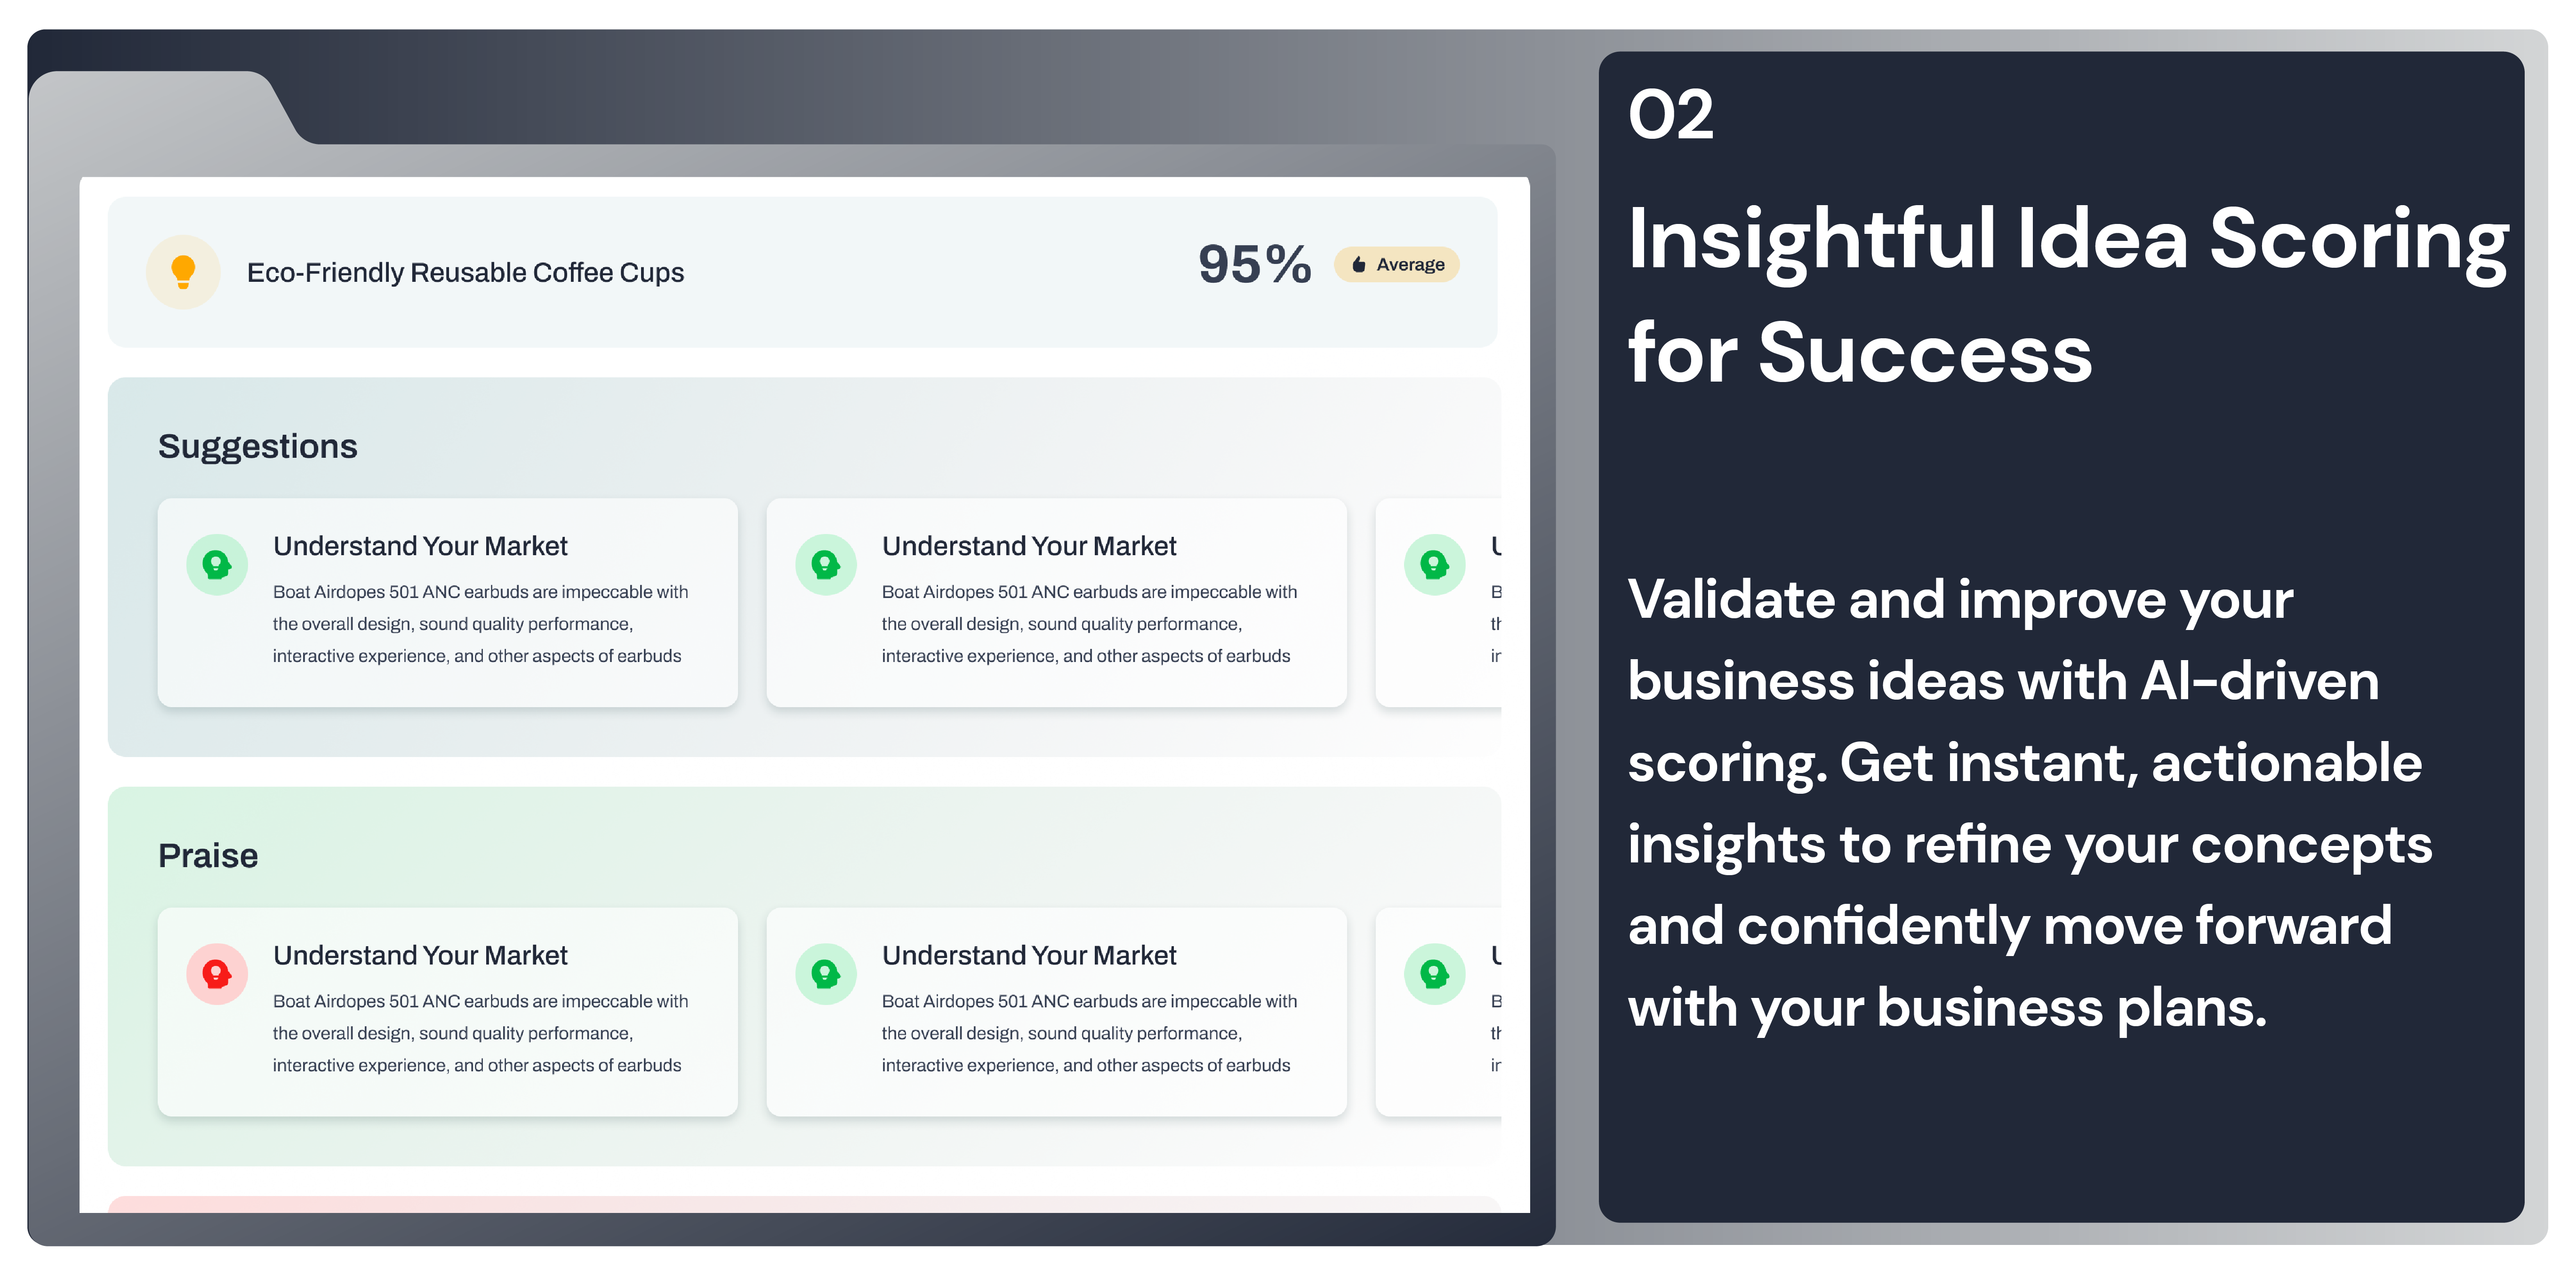 Eco-Friendly Reusable Coffee Cups
95%
Average
Suggestions
Understand Your Market
Boat Airdopes 501 ANC earbuds are impeccable with
the overall design, sound quality performance,
interactive experience, and other aspects of earbuds
Understand Your Market
Boat Airdopes 501 ANC earbuds are impeccable with
the overall design, sound quality performance,
interactive experience, and other aspects of earbuds
Praise
Understand Your Market
Boat Airdopes 501 ANC earbuds are impeccable with
the overall design, sound quality performance,
interactive experience, and other aspects of earbuds
Understand Your Market
Boat Airdopes 501 ANC earbuds are impeccable with
the overall design, sound quality performance,
interactive experience, and other aspects of earbuds
02
Insightful Idea Scoring
for Success
Validate and improve your
business ideas with AI-driven
scoring. Get instant, actionable
insights to refine your concepts
and confidently move forward
with your business plans.